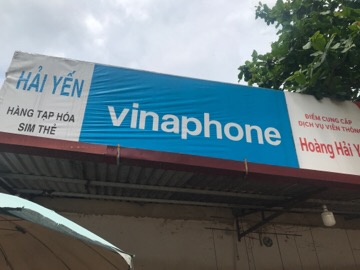 HẢI YẾN
HÀNG TẠP HÓA
SIM THẺ
vinaphone
ĐIỂM CUNG CẤP
DỊCH VỤ VIỄN THÔNG
Hoàng Hải